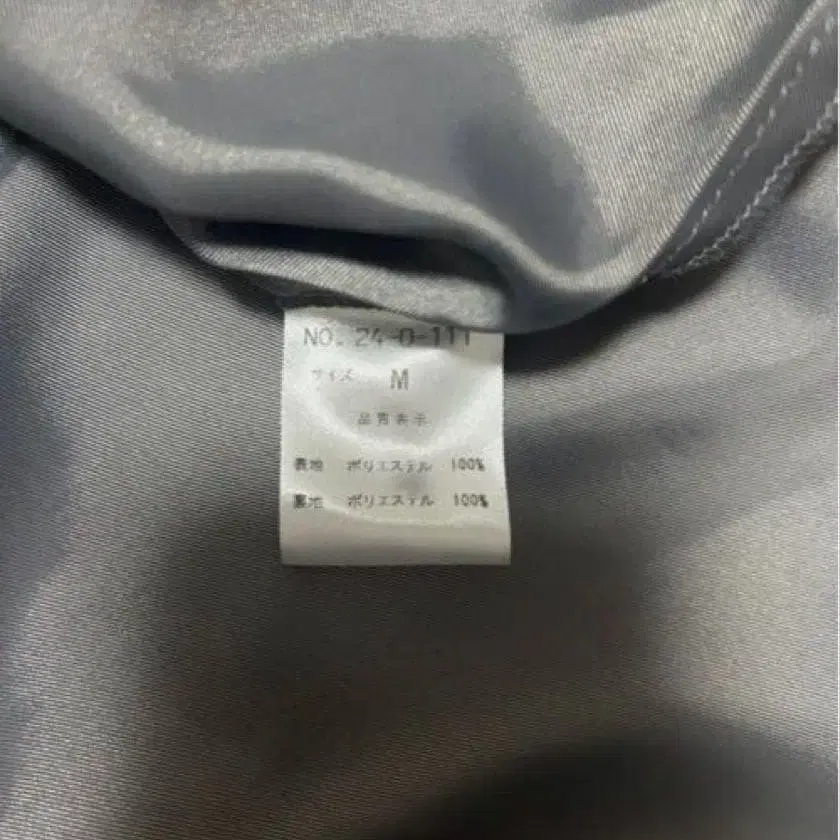 NO. 24-D-111
サイズ M
品質表示
表地 ポリエステル 100%
裏地 ポリエステル 100%